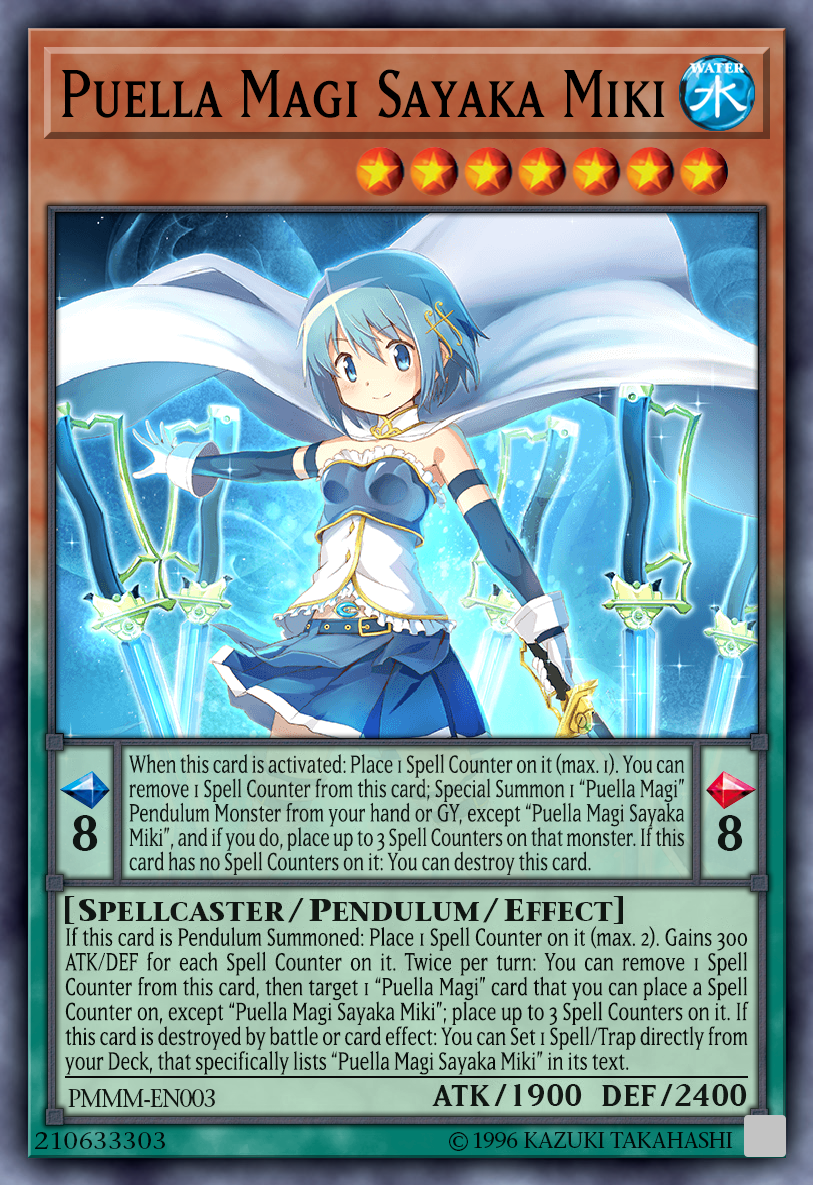 Puella Magi Sayaka Miki
WATER
水
When this card is activated: Place 1 Spell Counter on it (max. 1). You can
remove 1 Spell Counter from this card; Special Summon 1 “Puella Magi”
Pendulum Monster from your hand or GY, except “Puella Magi Sayaka
Miki”, and if you do, place up to 3 Spell Counters on that monster. If this
card has no Spell Counters on it: You can destroy this card.
8
8
[Spellcaster/Pendulum/Effect]
If this card is Pendulum Summoned: Place 1 Spell Counter on it (max. 2). Gains 300
ATK/DEF for each Spell Counter on it. Twice per turn: You can remove 1 Spell
Counter from this card, then target 1 “Puella Magi” card that you can place a Spell
Counter on, except “Puella Magi Sayaka Miki”; place up to 3 Spell Counters on it. If
this card is destroyed by battle or card effect: You can Set 1 Spell/Trap directly from
your Deck, that specifically lists “Puella Magi Sayaka Miki” in its text.
PMMM-EN003
ATK/1900 DEF/2400
210633303
© 1996 KAZUKI TAKAHASHI